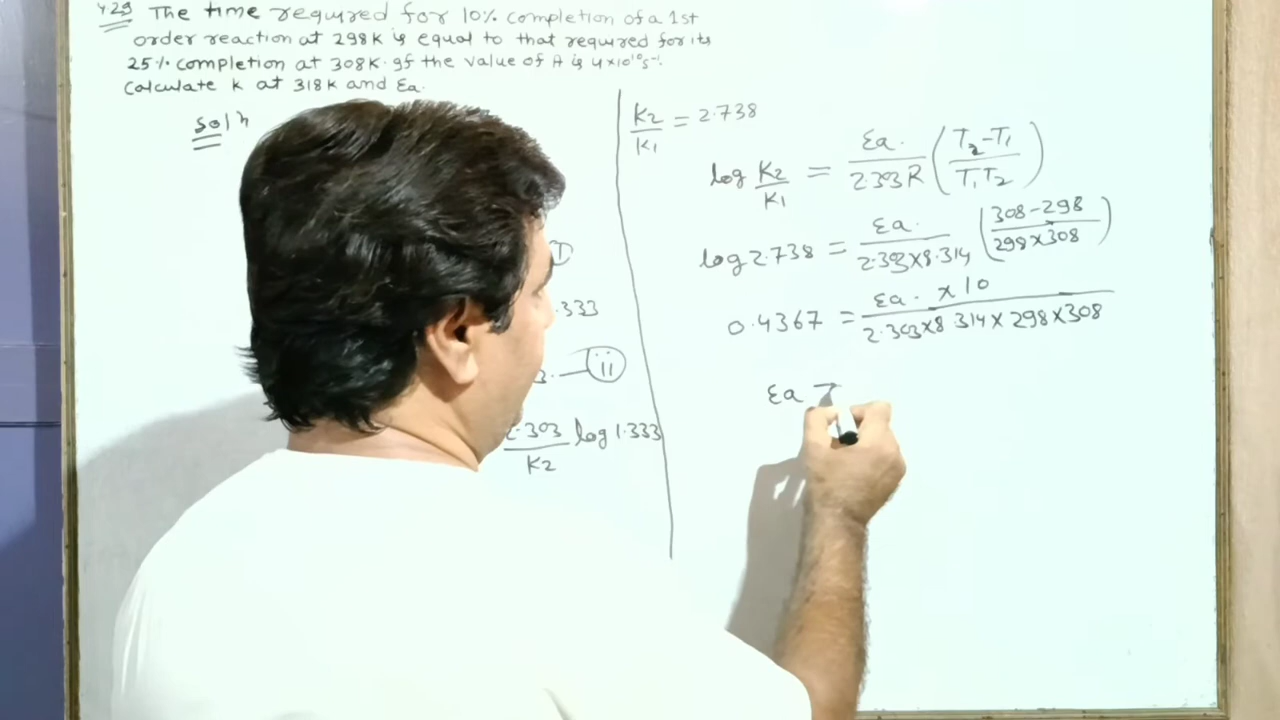 429 The time required for 10% completion of a 1st
order reaction at 298K is equal to that required for its
25% completion at 308K. If the value of A is 4×10¹⁰s⁻¹.
Calculate k at 318K and Ea.
Solⁿ
I
.333
ii
2.303/K2 log 1.333
K2/K1 = 2.738
log K2/K1 = Ea./2.303R (T2-T1/T1T2)
log 2.738 = Ea./2.303×8.314 (308-298/298×308)
0.4367 = Ea. ×10/2.303×8.314×298×308
Ea